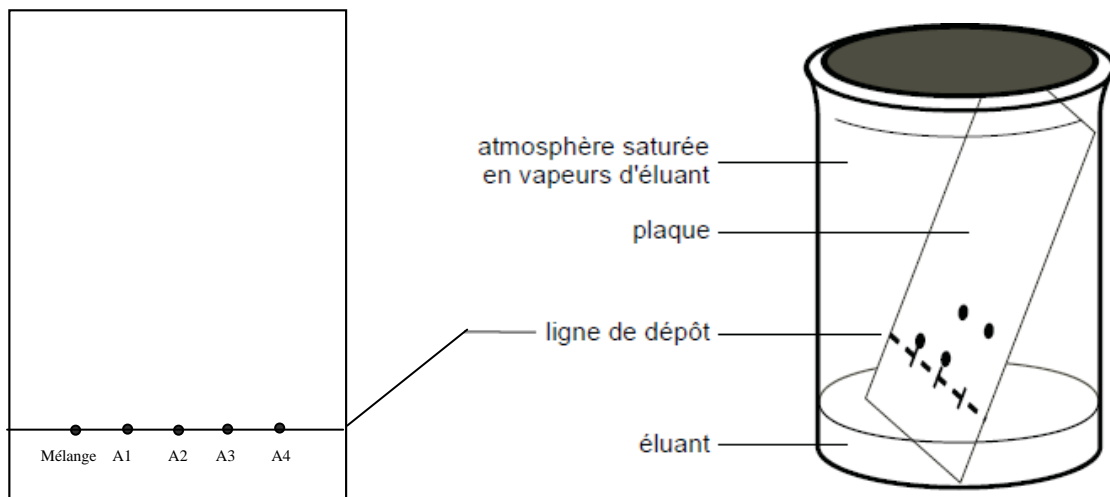 atmosphère saturée
en vapeurs d'éluant
plaque
ligne de dépôt
éluant
Mélange A1 A2 A3 A4